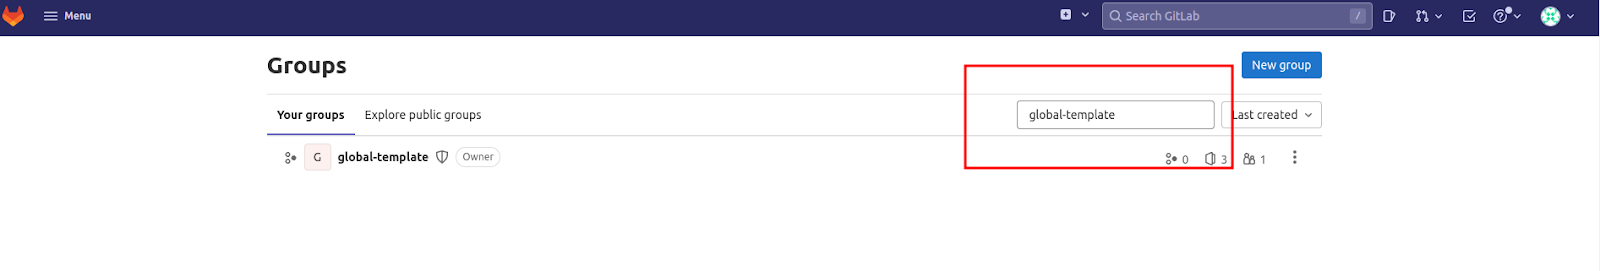 Menu
Search GitLab /
Groups
New group
Your groups Explore public groups
global-template
Last created
G global-template Owner
0 3 1